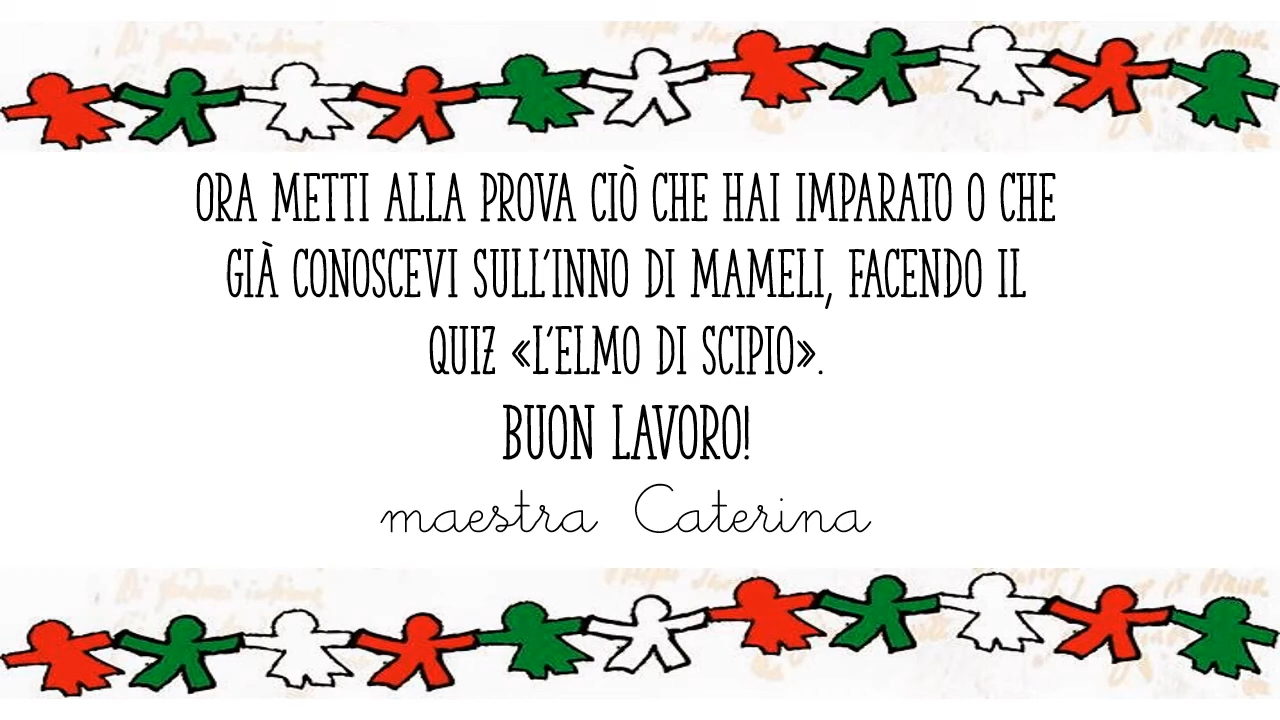 ORA METTI ALLA PROVA CIÒ CHE HAI IMPARATO O CHE
GIÀ CONOSCEVI SULL'INNO DI MAMELI, FACENDO IL
QUIZ «L'ELMO DI SCIPIO».
BUON LAVORO!
maestra Caterina